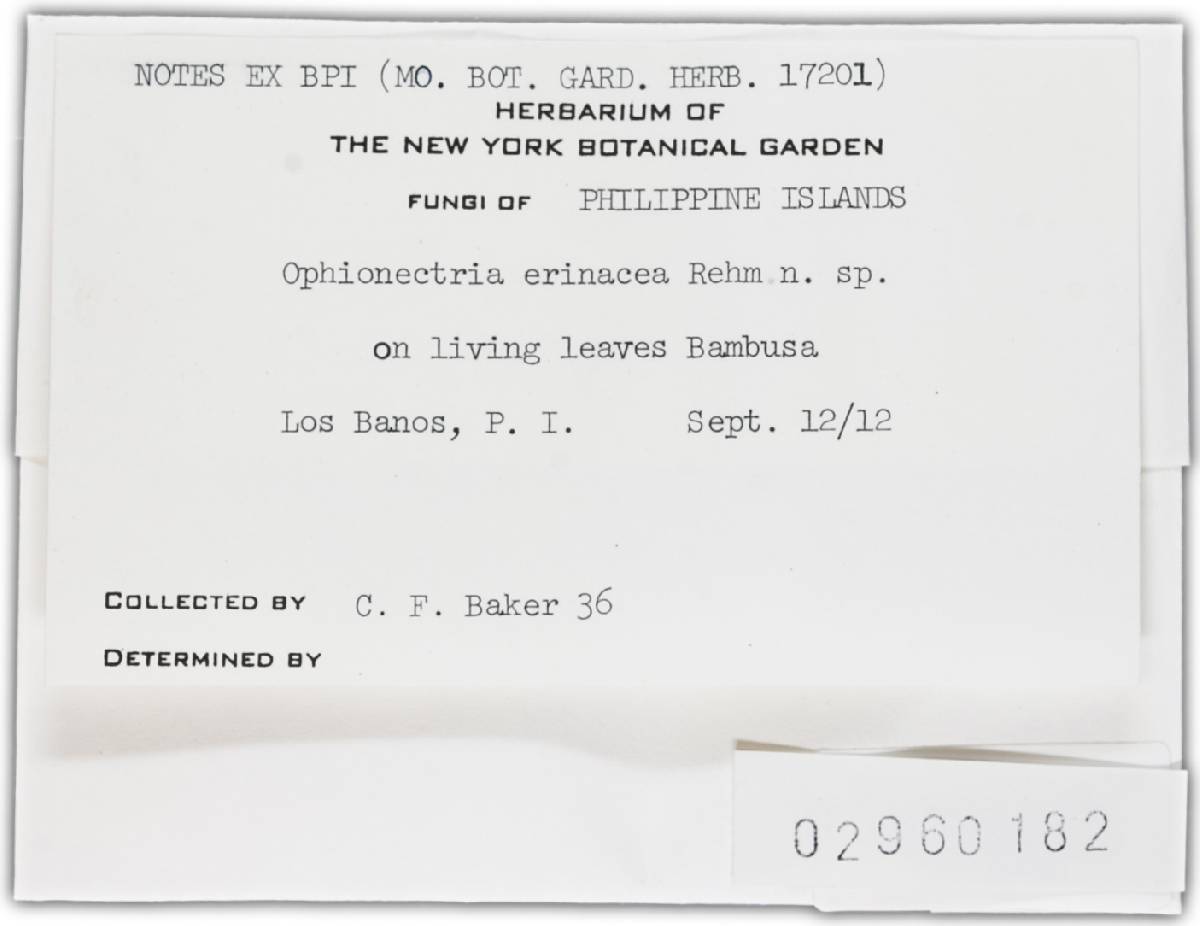 NOTES EX BPI (MO. BOT. GARD. HERB. 17201)
HERBARIUM OF
THE NEW YORK BOTANICAL GARDEN
FUNGI OF PHILIPPINE ISLANDS
Ophionectria erinacea Rehm n. sp.
on living leaves Bambusa
Los Banos, P. I. Sept. 12/12
COLLECTED BY C. F. Baker 36
DETERMINED BY
02960182